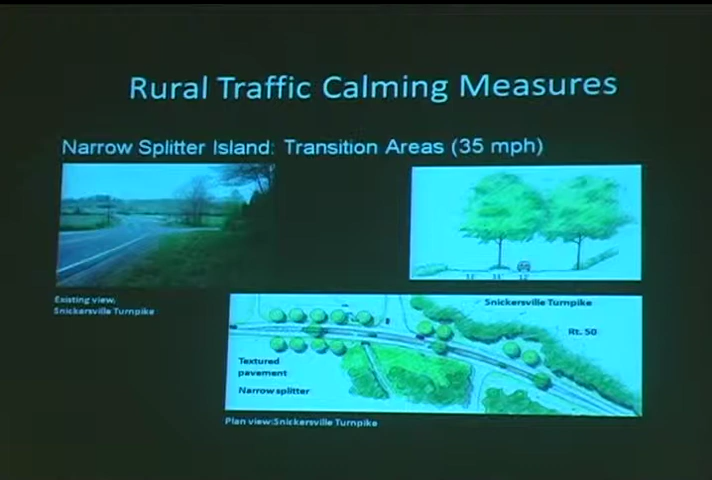 Rural Traffic Calming Measures
Narrow Splitter Island: Transition Areas (35 mph)
Existing view,
Snickersville Turnpike
Snickersville Turnpike
Rt. 50
Textured
pavement
Narrow splitter
Plan view:Snickersville Turnpike